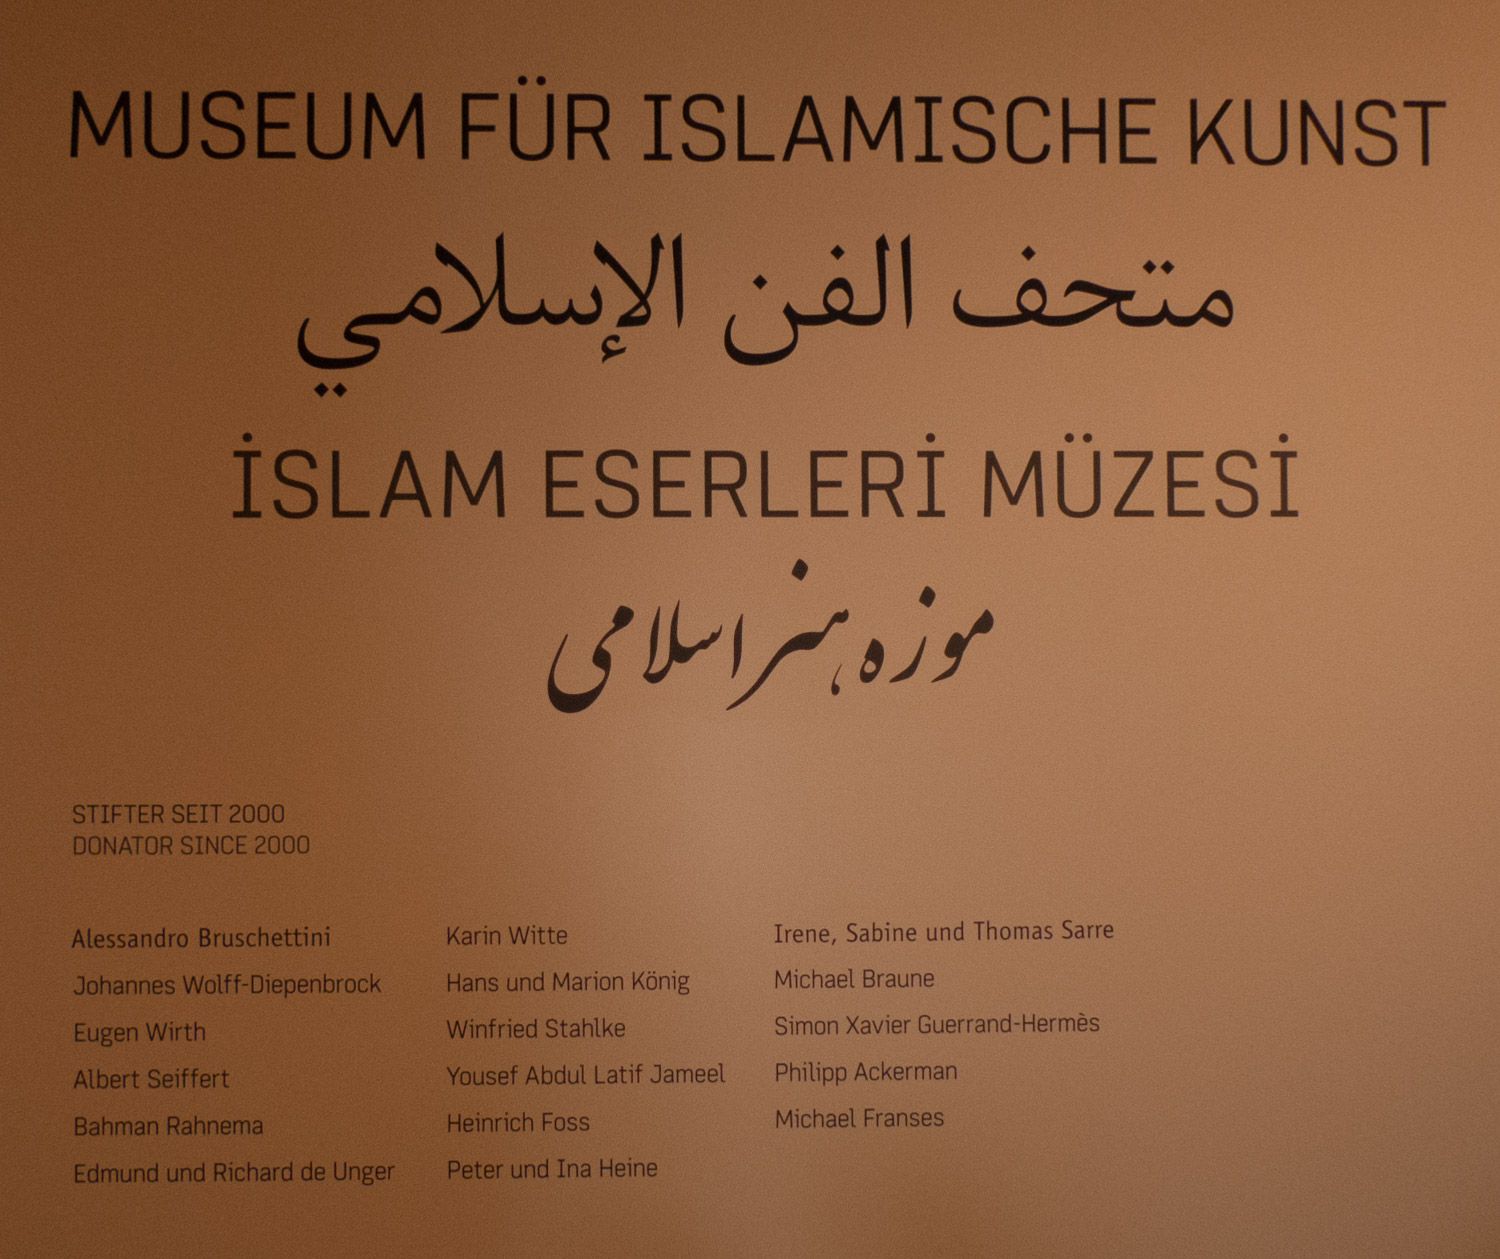 MUSEUM FÜR ISLAMISCHE KUNST
متحف الفن الإسلامي
İSLAM ESERLERİ MÜZESİ
موزه هنر اسلامی
STIFTER SEIT 2000
DONATOR SINCE 2000
Alessandro Bruschettini
Johannes Wolff-Diepenbrock
Eugen Wirth
Albert Seiffert
Bahman Rahnema
Edmund und Richard de Unger
Karin Witte
Hans und Marion König
Winfried Stahlke
Yousef Abdul Latif Jameel
Heinrich Foss
Peter und Ina Heine
Irene, Sabine und Thomas Sarre
Michael Braune
Simon Xavier Guerrand-Hermès
Philipp Ackerman
Michael Franses